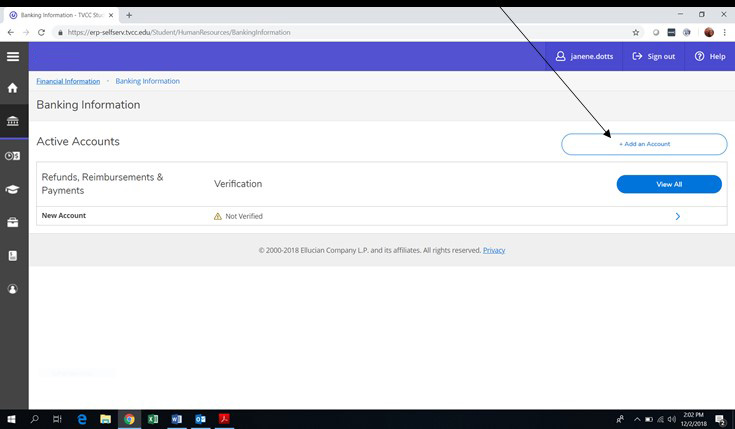 Banking Information - TVCC Stu
https://erp-selfserv.tvcc.edu/Student/HumanResources/BankingInformation
janene.dotts Sign out Help
Financial Information · Banking Information
Banking Information
Active Accounts
+ Add an Account
Refunds, Reimbursements & Payments
Verification
View All
New Account
Not Verified
© 2000-2018 Ellucian Company L.P. and its affiliates. All rights reserved. Privacy
2:02 PM
12/2/2018